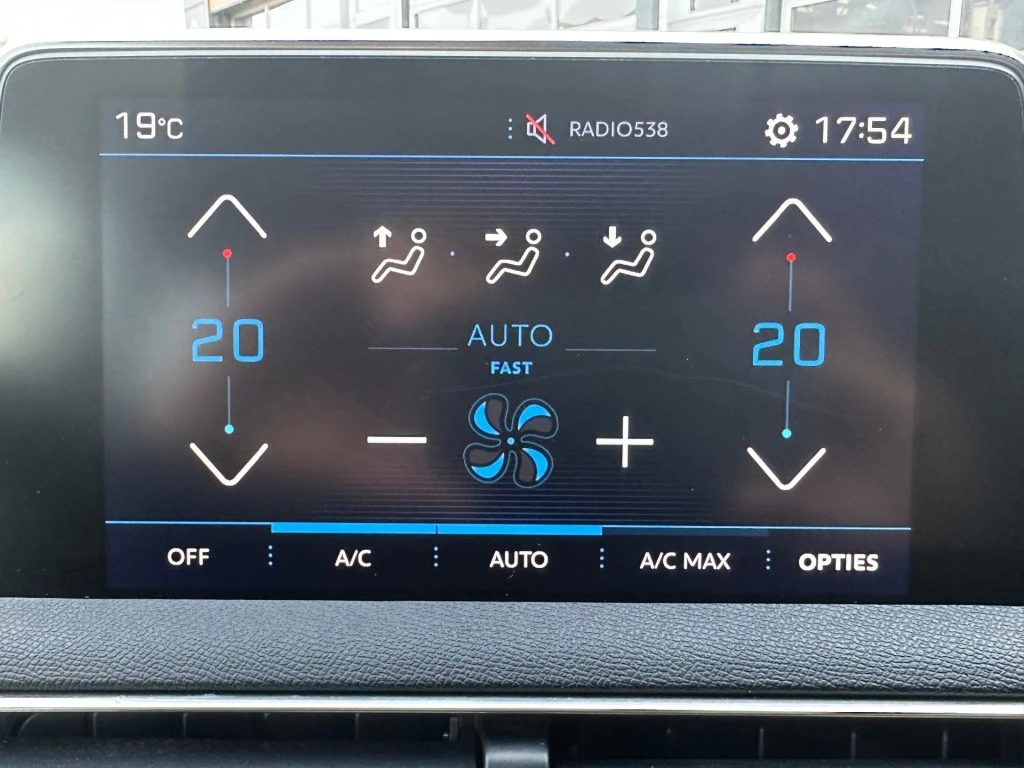 19°C RADIO538 17:54
20 AUTO 20
FAST
OFF A/C AUTO A/C MAX OPTIES